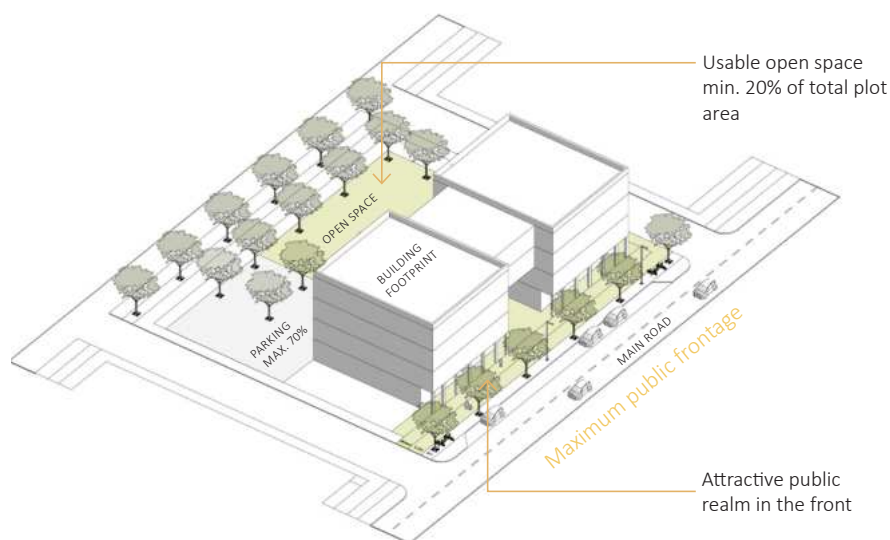 Usable open space
min. 20% of total plot
area
OPEN SPACE
BUILDING
FOOTPRINT
PARKING
MAX. 70%
MAIN ROAD
Maximum public frontage
Attractive public
realm in the front